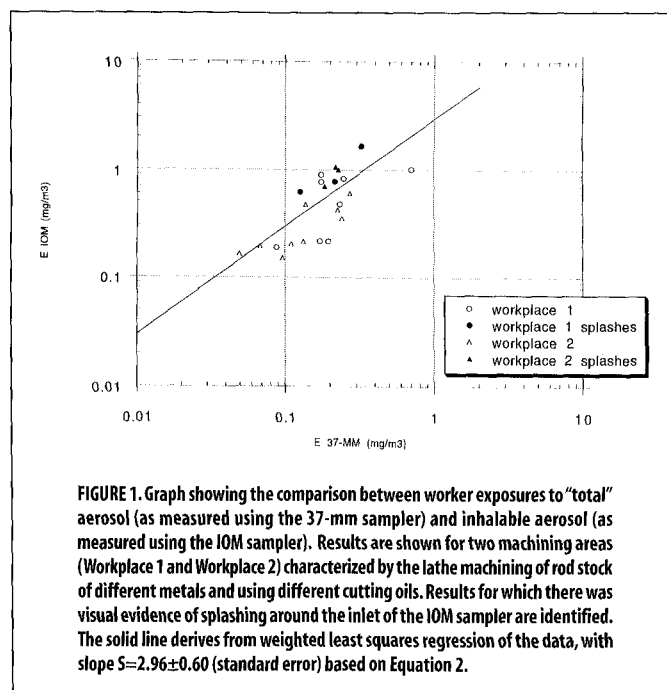 10
1
0.1
0.01
E IOM (mg/m3)
0.01 0.1 1 10
E 37-MM (mg/m3)
workplace 1
workplace 1 splashes
workplace 2
workplace 2 splashes
FIGURE 1. Graph showing the comparison between worker exposures to "total"
aerosol (as measured using the 37-mm sampler) and inhalable aerosol (as
measured using the IOM sampler). Results are shown for two machining areas
(Workplace 1 and Workplace 2) characterized by the lathe machining of rod stock
of different metals and using different cutting oils. Results for which there was
visual evidence of splashing around the inlet of the IOM sampler are identified.
The solid line derives from weighted least squares regression of the data, with
slope S=2.96±0.60 (standard error) based on Equation 2.